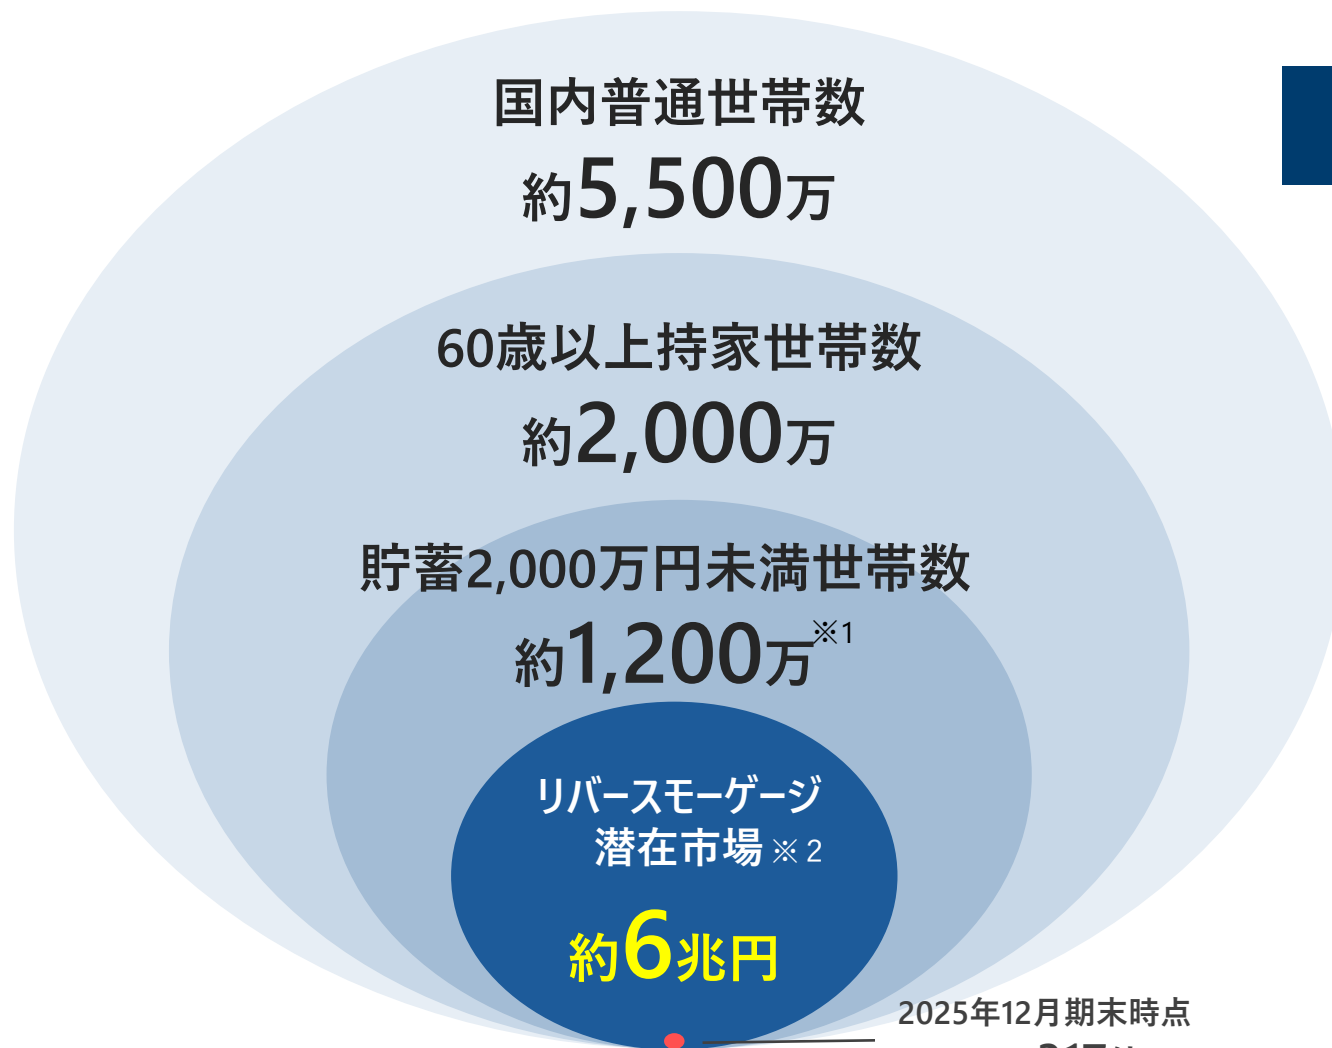 国内普通世帯数
約5,500万
60歳以上持家世帯数
約2,000万
貯蓄2,000万円未満世帯数
約1,200万※1
リバースモーゲージ
潜在市場※2
約6兆円
2025年12月期末時点